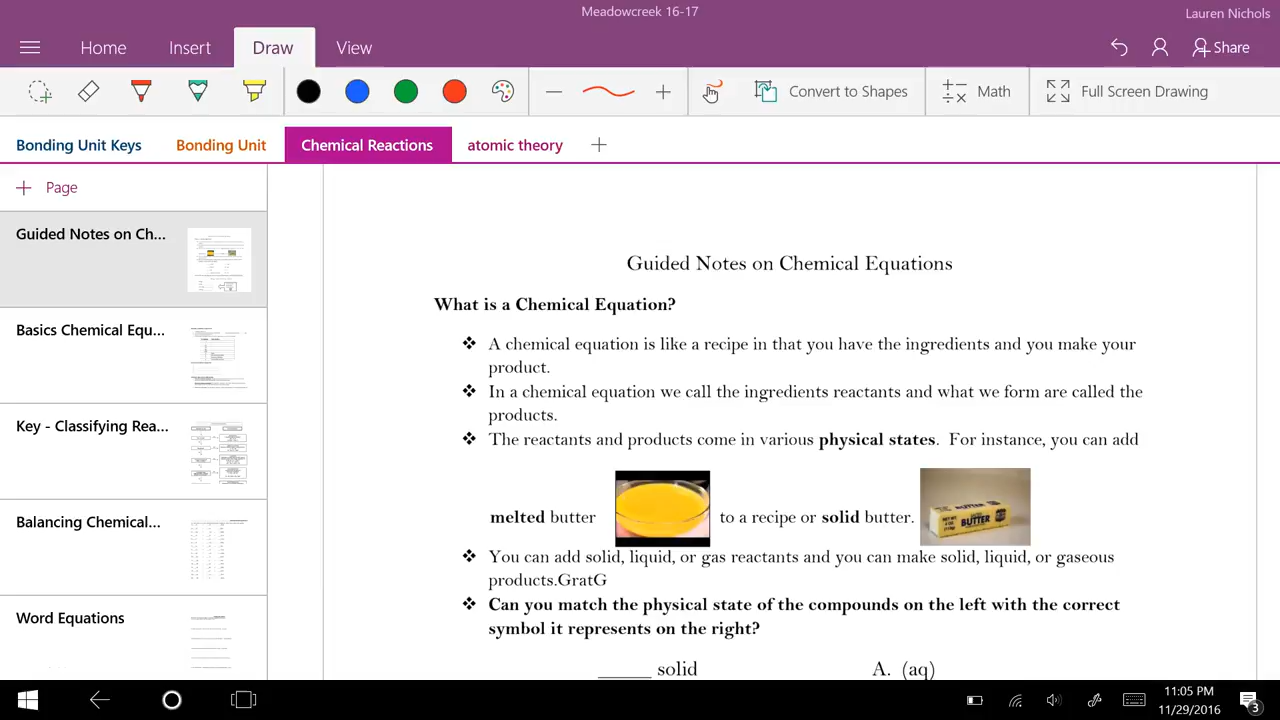 Meadowcreek 16-17
Lauren Nichols
Home Insert Draw View Share
Convert to Shapes Math Full Screen Drawing
Bonding Unit Keys Bonding Unit Chemical Reactions atomic theory
Page
Guided Notes on Ch...
Basics Chemical Equ...
Key - Classifying Rea...
Balancing Chemical...
Word Equations
Guided Notes on Chemical Equations
What is a Chemical Equation?
❖ A chemical equation is like a recipe in that you have the ingredients and you make your
product.
❖ In a chemical equation we call the ingredients reactants and what we form are called the
products.
❖ The reactants and products come in various physical states. For instance, you can add
melted butter to a recipe or solid butter.
BUTTER
❖ You can add solid, liquid, or gas reactants and you can make solid, liquid, or gaseous
products.GratG
❖ Can you match the physical state of the compounds on the left with the correct
symbol it represents on the right?
_____ solid A. (aq)
11:05 PM
11/29/2016
3